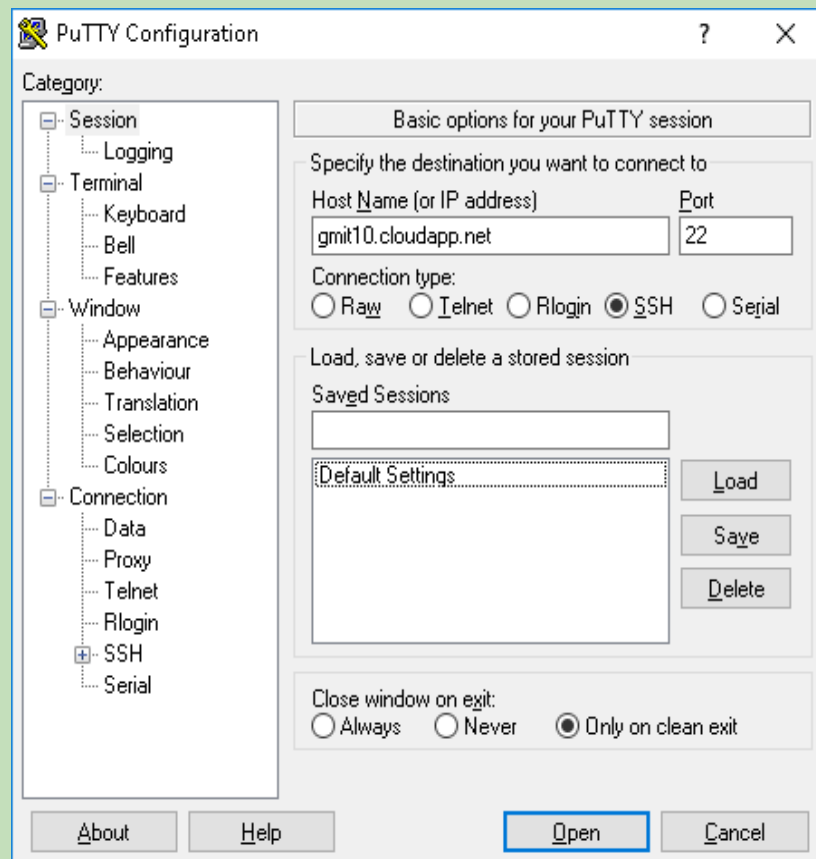 PuTTY Configuration
Category:
Session
Logging
Terminal
Keyboard
Bell
Features
Window
Appearance
Behaviour
Translation
Selection
Colours
Connection
Data
Proxy
Telnet
Rlogin
SSH
Serial
Basic options for your PuTTY session
Specify the destination you want to connect to
Host Name (or IP address) Port
gmit10.cloudapp.net 22
Connection type:
Raw Telnet Rlogin SSH Serial
Load, save or delete a stored session
Saved Sessions
Default Settings
Load
Save
Delete
Close window on exit:
Always Never Only on clean exit
About Help Open Cancel